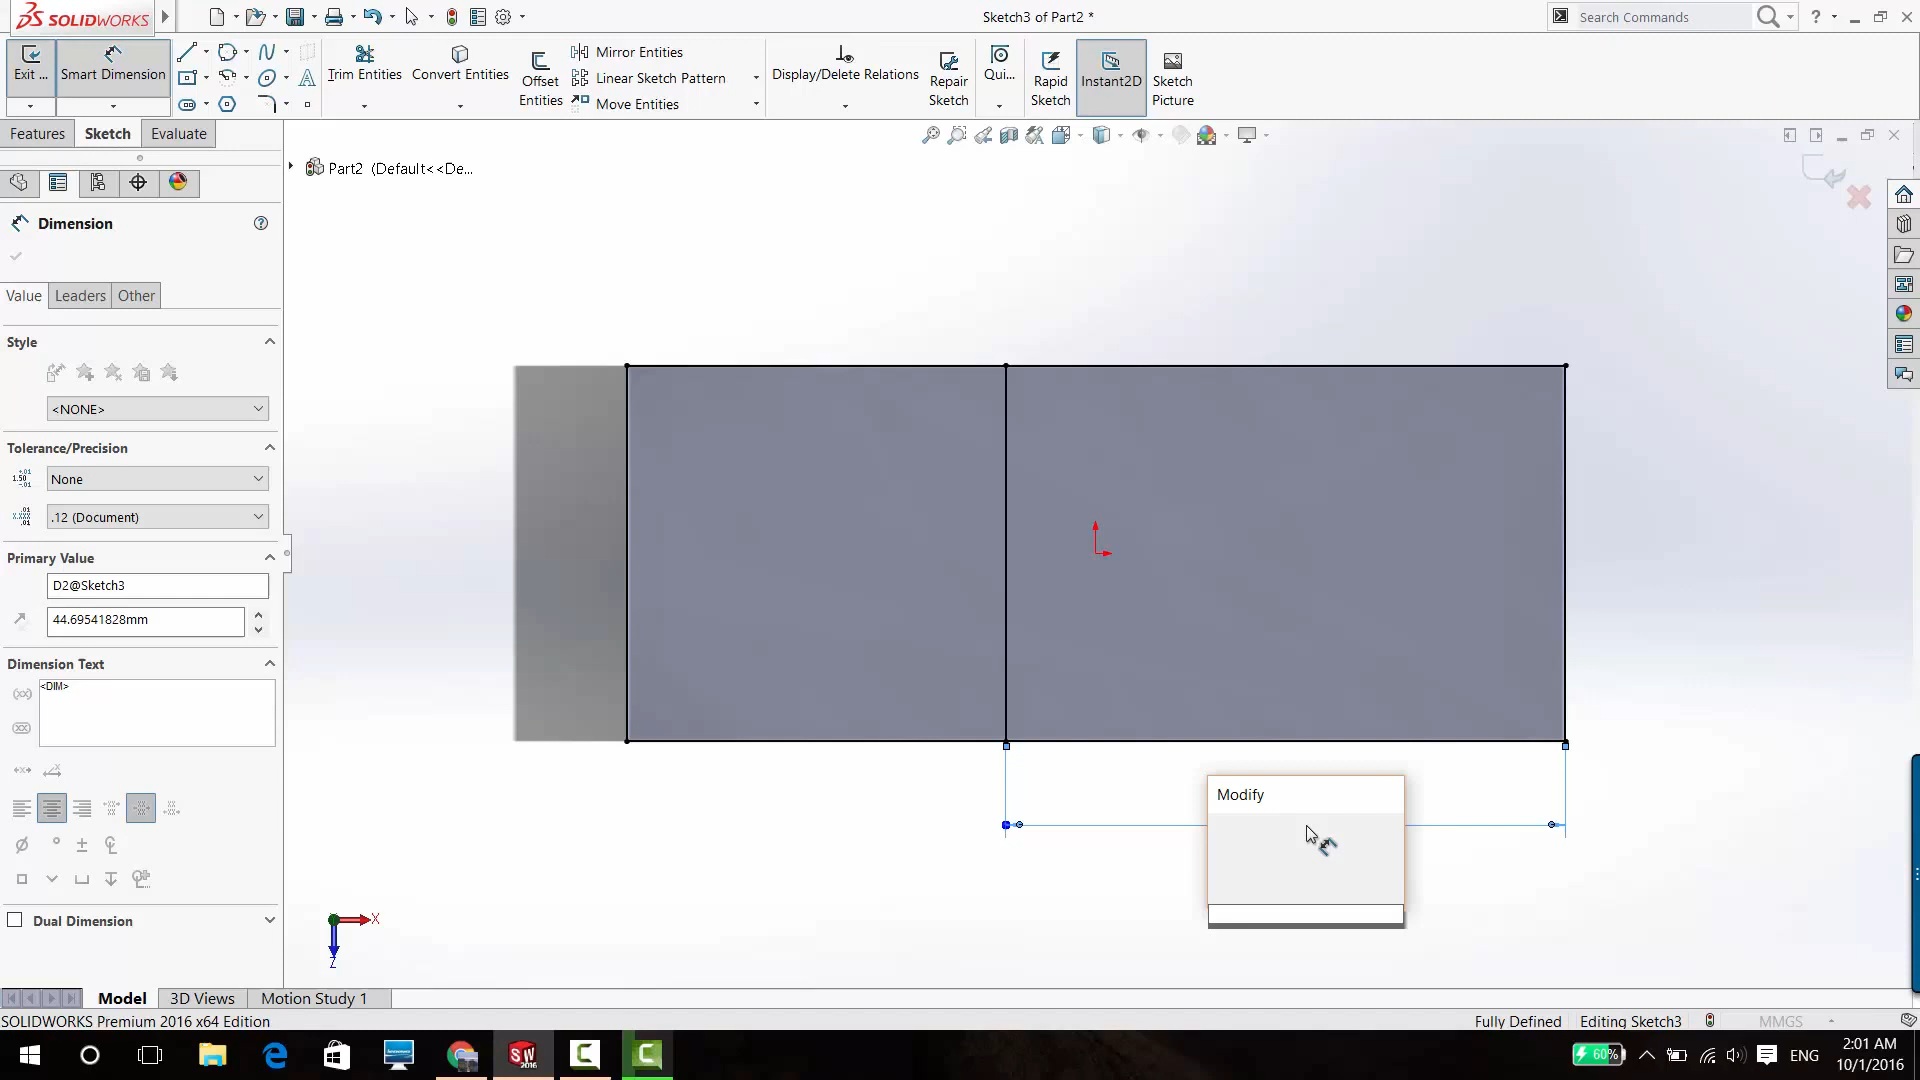 SOLIDWORKS
Sketch3 of Part2 *
Search Commands
?
Exit ...
Smart Dimension
Trim Entities
Convert Entities
Offset Entities
Mirror Entities
Linear Sketch Pattern
Move Entities
Display/Delete Relations
Repair Sketch
Qui...
Rapid Sketch
Instant2D
Sketch Picture
Features
Sketch
Evaluate
Part2 (Default<<De...
Dimension
?
Value
Leaders
Other
Style
<NONE>
Tolerance/Precision
None
.12 (Document)
Primary Value
D2@Sketch3
44.69541828mm
Dimension Text
<DIM>
Dual Dimension
Modify
X
Z
Model
3D Views
Motion Study 1
SOLIDWORKS Premium 2016 x64 Edition
Fully Defined
Editing Sketch3
MMGS
SW
2016
60%
ENG
2:01 AM
10/1/2016